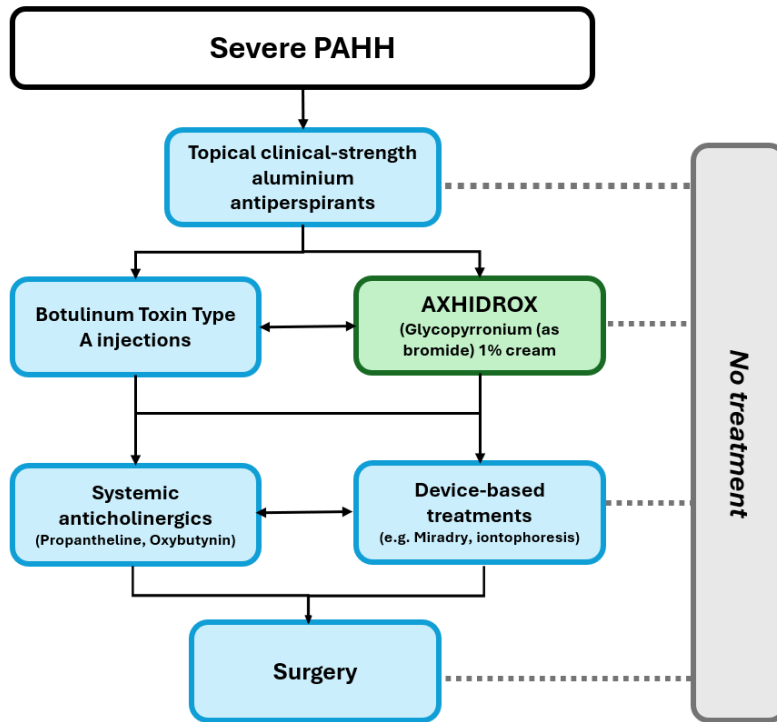 Severe PAHH
Topical clinical-strength
aluminium
antiperspirants
Botulinum Toxin Type
A injections
AXHIDROX
(Glycopyrronium (as
bromide) 1% cream
Systemic
anticholinergics
(Propantheline, Oxybutynin)
Device-based
treatments
(e.g. Miradry, iontophoresis)
Surgery
No treatment